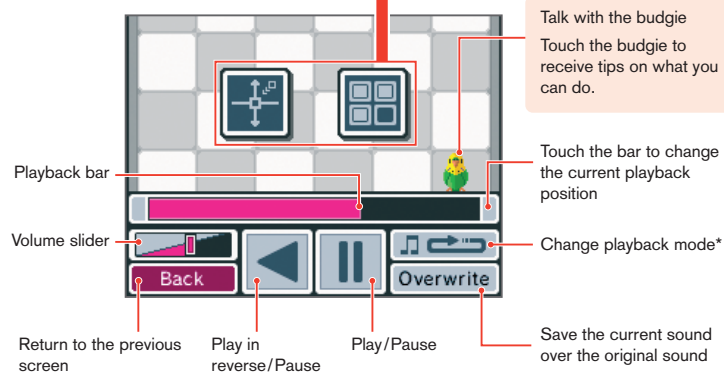 Talk with the budgie
Touch the budgie to
receive tips on what you
can do.
Playback bar
Touch the bar to change
the current playback
position
Volume slider
Change playback mode*
Back
Overwrite
Return to the previous
screen
Play in
reverse/Pause
Play/Pause
Save the current sound
over the original sound